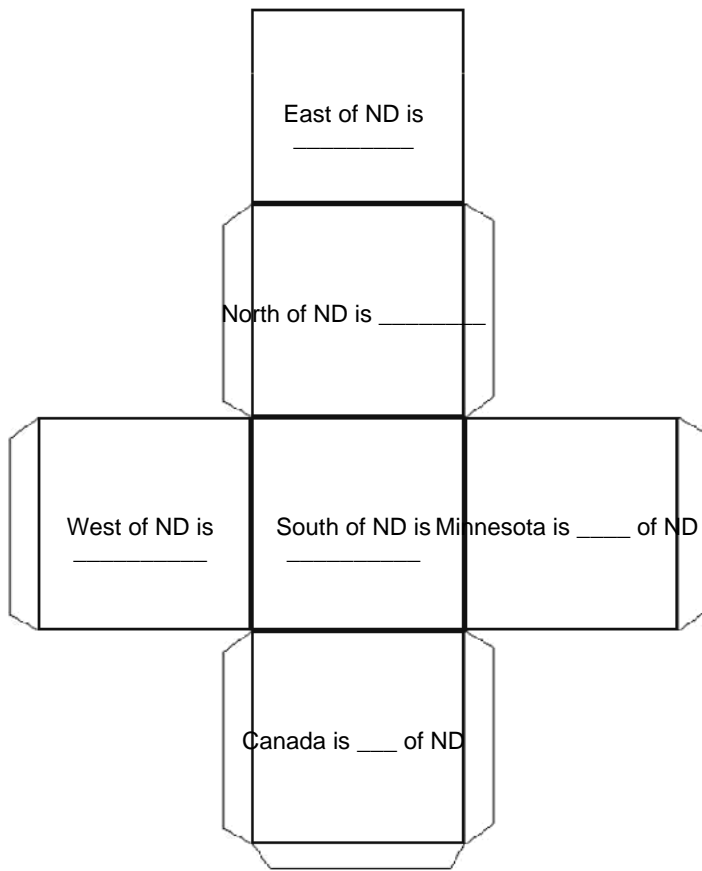 East of ND is
_________
North of ND is ________
West of ND is
__________
South of ND is
__________
Minnesota is ____ of ND
Canada is ___ of ND